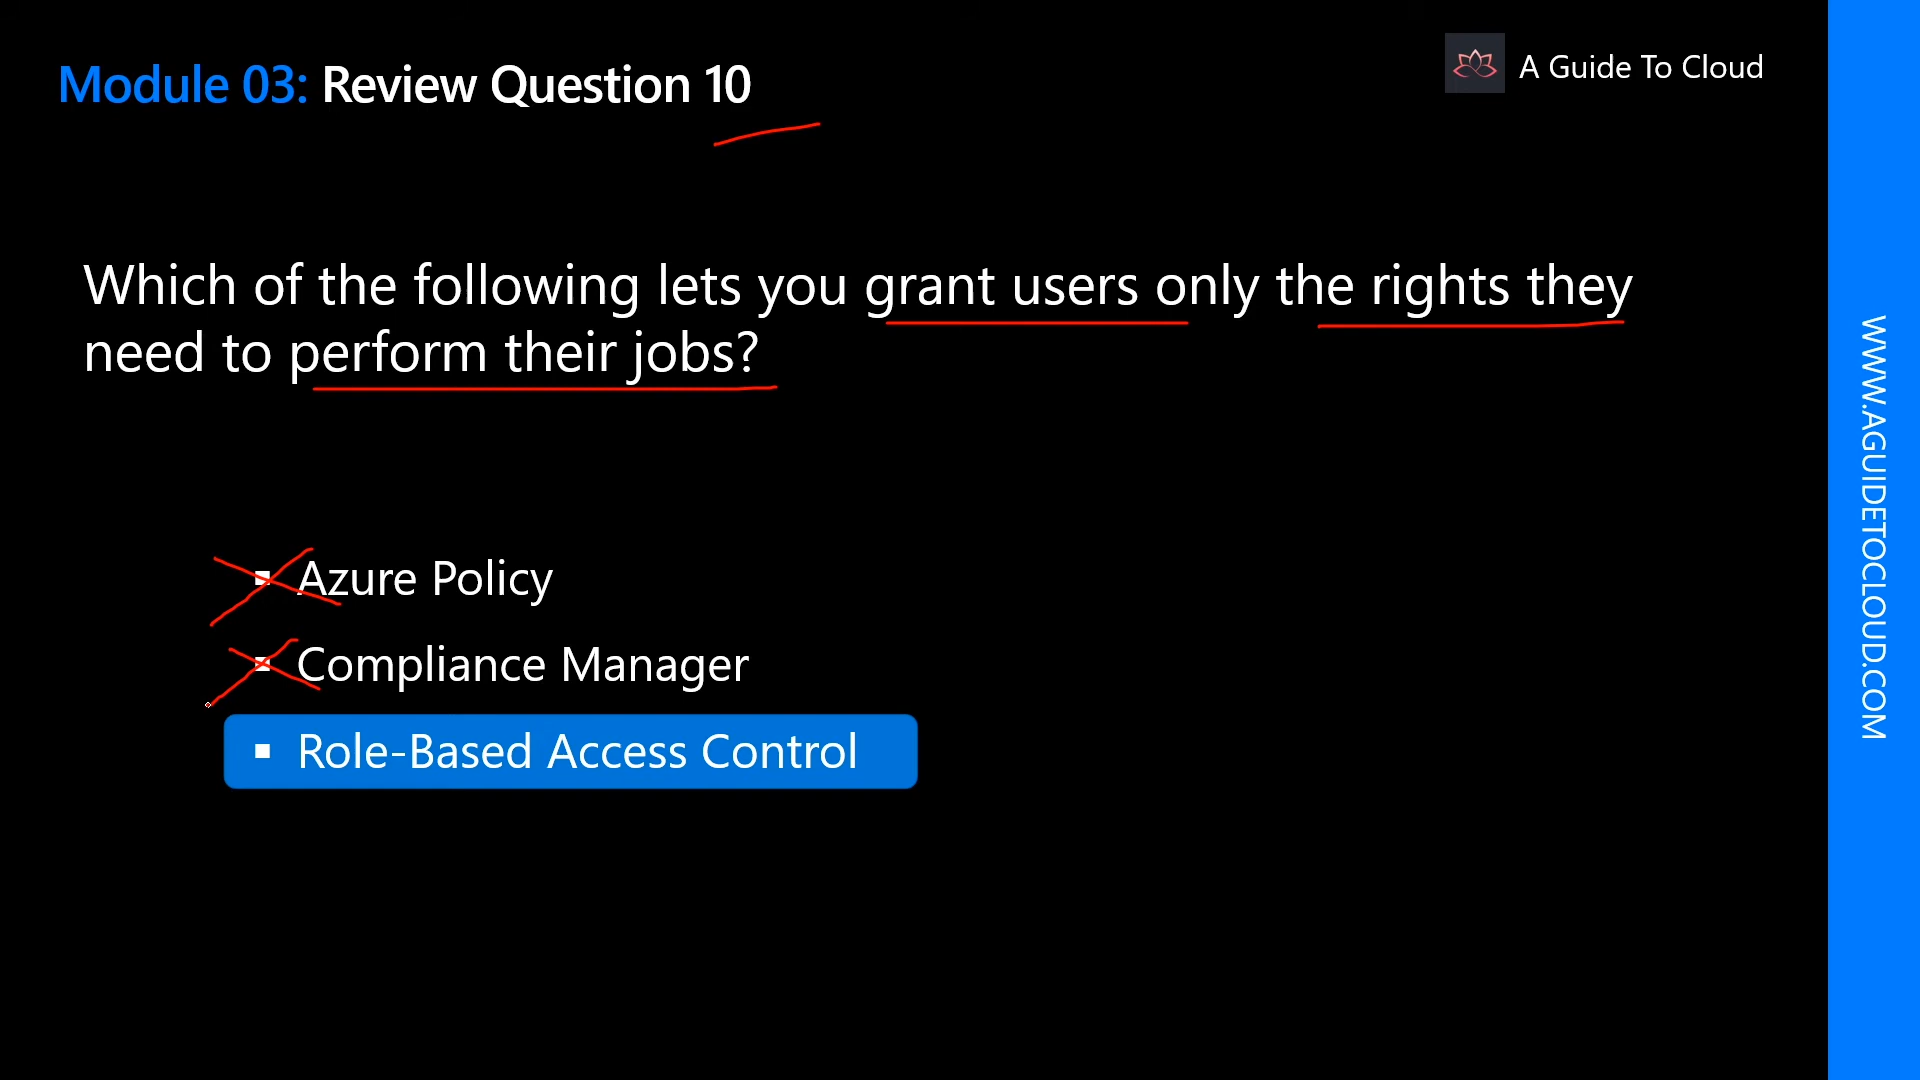 Module 03: Review Question 10
A Guide To Cloud
Which of the following lets you grant users only the rights they
need to perform their jobs?
▪ Azure Policy
▪ Compliance Manager
▪ Role-Based Access Control
WWW.AGUIDETOCLOUD.COM